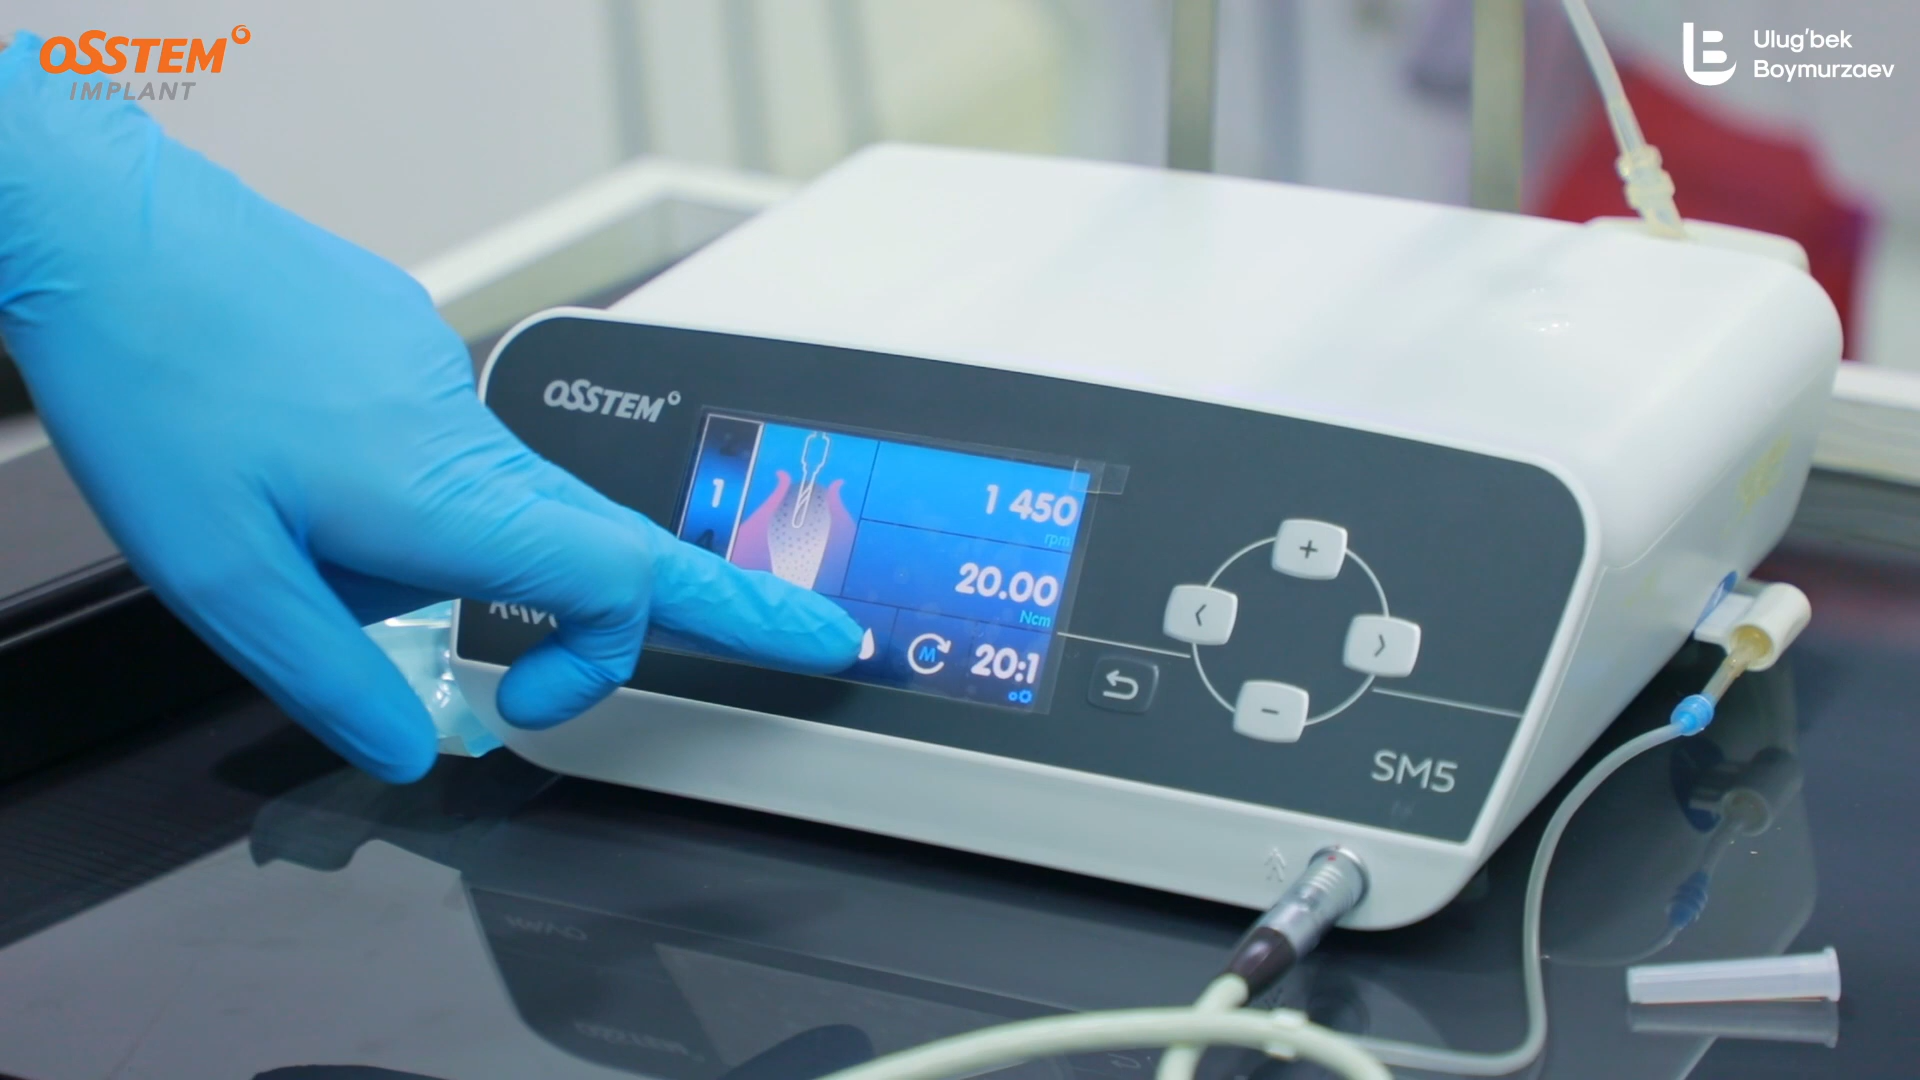 OSSTEM
IMPLANT
Ulug'bek
Boymurzaev
OSSTEM
1
1 450
rpm
20.00
Ncm
M
20:1
+
-
SM5